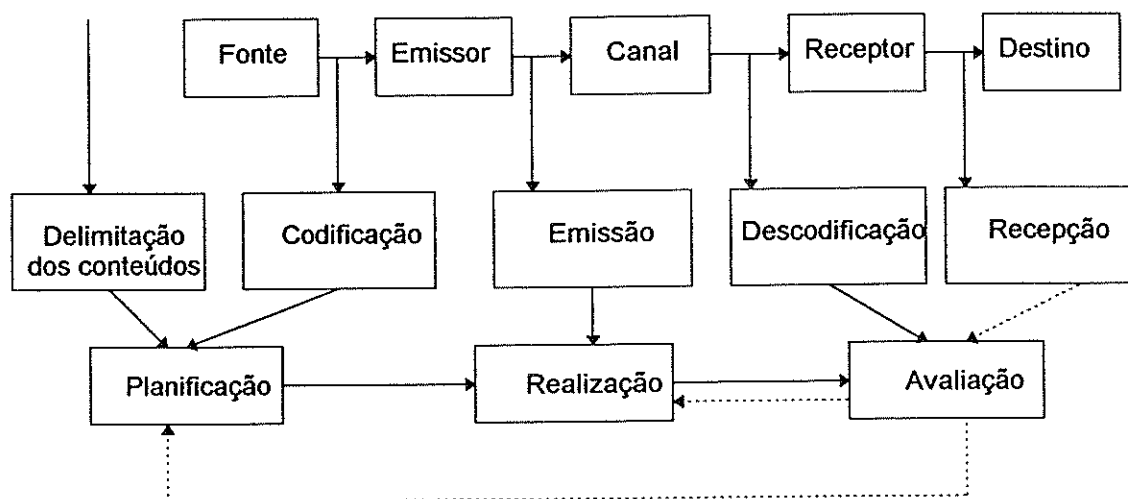 Fonte
Emissor
Canal
Receptor
Destino
Delimitação
dos conteúdos
Codificação
Emissão
Descodificação
Recepção
Planificação
Realização
Avaliação